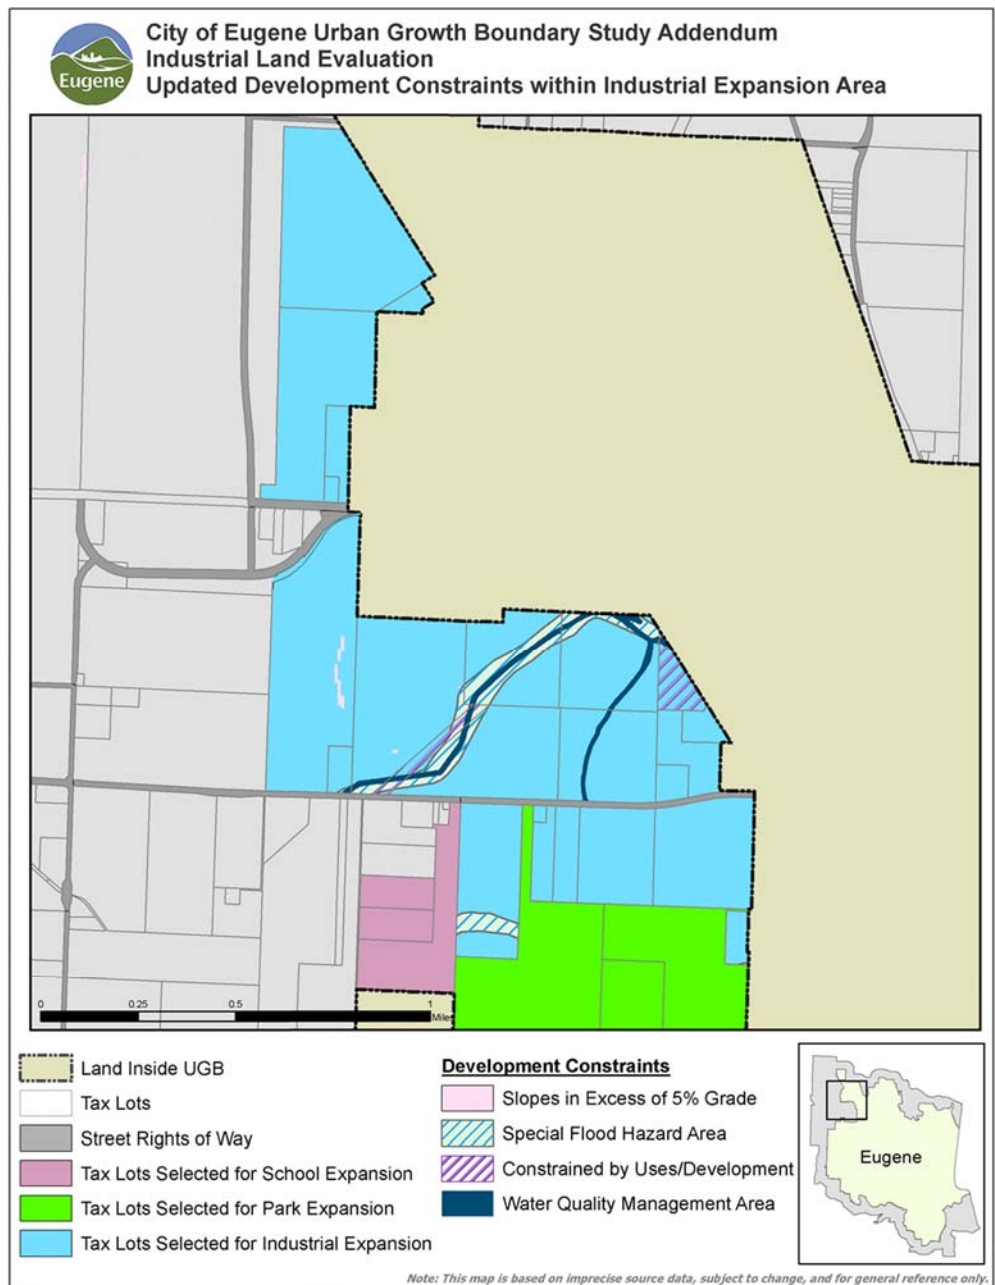 City of Eugene Urban Growth Boundary Study Addendum
Industrial Land Evaluation
Updated Development Constraints within Industrial Expansion Area
Eugene
0 0.25 0.5 1
Miles
Land Inside UGB
Tax Lots
Street Rights of Way
Tax Lots Selected for School Expansion
Tax Lots Selected for Park Expansion
Tax Lots Selected for Industrial Expansion
Development Constraints
Slopes in Excess of 5% Grade
Special Flood Hazard Area
Constrained by Uses/Development
Water Quality Management Area
Eugene
Note: This map is based on imprecise source data, subject to change, and for general reference only.